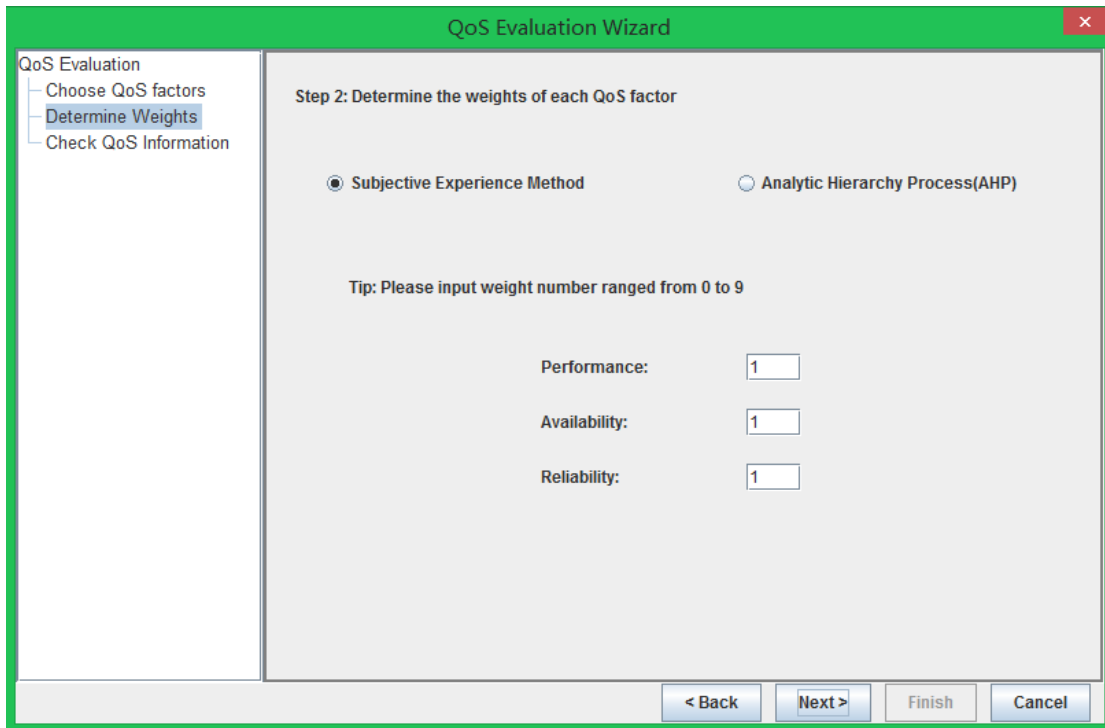 QoS Evaluation Wizard
QoS Evaluation
Choose QoS factors
Determine Weights
Check QoS Information
Step 2: Determine the weights of each QoS factor
Subjective Experience Method
Analytic Hierarchy Process(AHP)
Tip: Please input weight number ranged from 0 to 9
Performance: 1
Availability: 1
Reliability: 1
< Back Next > Finish Cancel